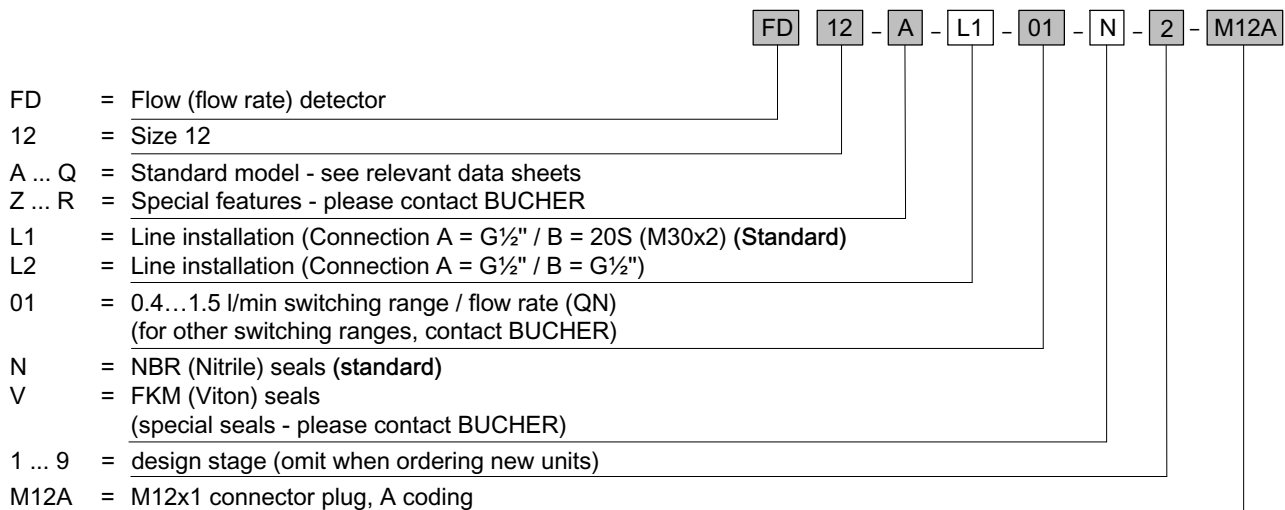 FD 12 - A - L1 - 01 - N - 2 - M12A
FD = Flow (flow rate) detector
12 = Size 12
A ... Q = Standard model - see relevant data sheets
Z ... R = Special features - please contact BUCHER
L1 = Line installation (Connection A = G½" / B = 20S (M30x2) (Standard)
L2 = Line installation (Connection A = G½" / B = G½")
01 = 0.4…1.5 l/min switching range / flow rate (QN)
(for other switching ranges, contact BUCHER)
N = NBR (Nitrile) seals (standard)
V = FKM (Viton) seals
(special seals - please contact BUCHER)
1 ... 9 = design stage (omit when ordering new units)
M12A = M12x1 connector plug, A coding